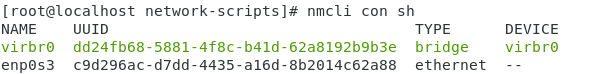 [root@localhost network-scripts]# nmcli con sh
NAME    UUID                                  TYPE      DEVICE
virbr0  dd24fb68-5881-4f8c-b41d-62a8192b9b3e  bridge    virbr0
enp0s3  c9d296ac-d7dd-4435-a16d-8b2014c62a88  ethernet  --